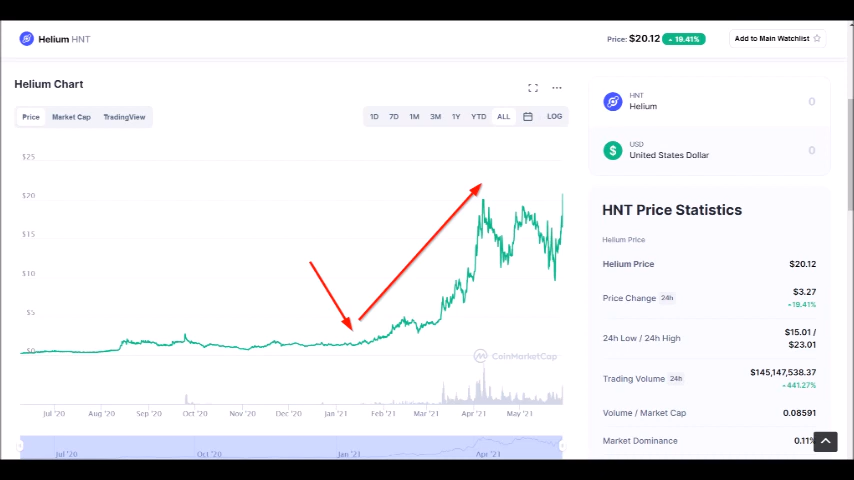 Helium HNT
Price: $20.12 19.41%
Add to Main Watchlist
Helium Chart
Price Market Cap TradingView
1D 7D 1M 3M 1Y YTD ALL LOG
$25
$20
$15
$10
$5
$0
CoinMarketCap
Jul '20 Aug '20 Sep '20 Oct '20 Nov '20 Dec '20 Jan '21 Feb '21 Mar '21 Apr '21 May '21
Jul '20 Oct '20 Jan '21 Apr '21
HNT
Helium
0
USD
United States Dollar
0
HNT Price Statistics
Helium Price
Helium Price $20.12
Price Change 24h $3.27
19.41%
24h Low / 24h High $15.01 /
$23.01
Trading Volume 24h $145,147,538.37
441.27%
Volume / Market Cap 0.08591
Market Dominance 0.11%